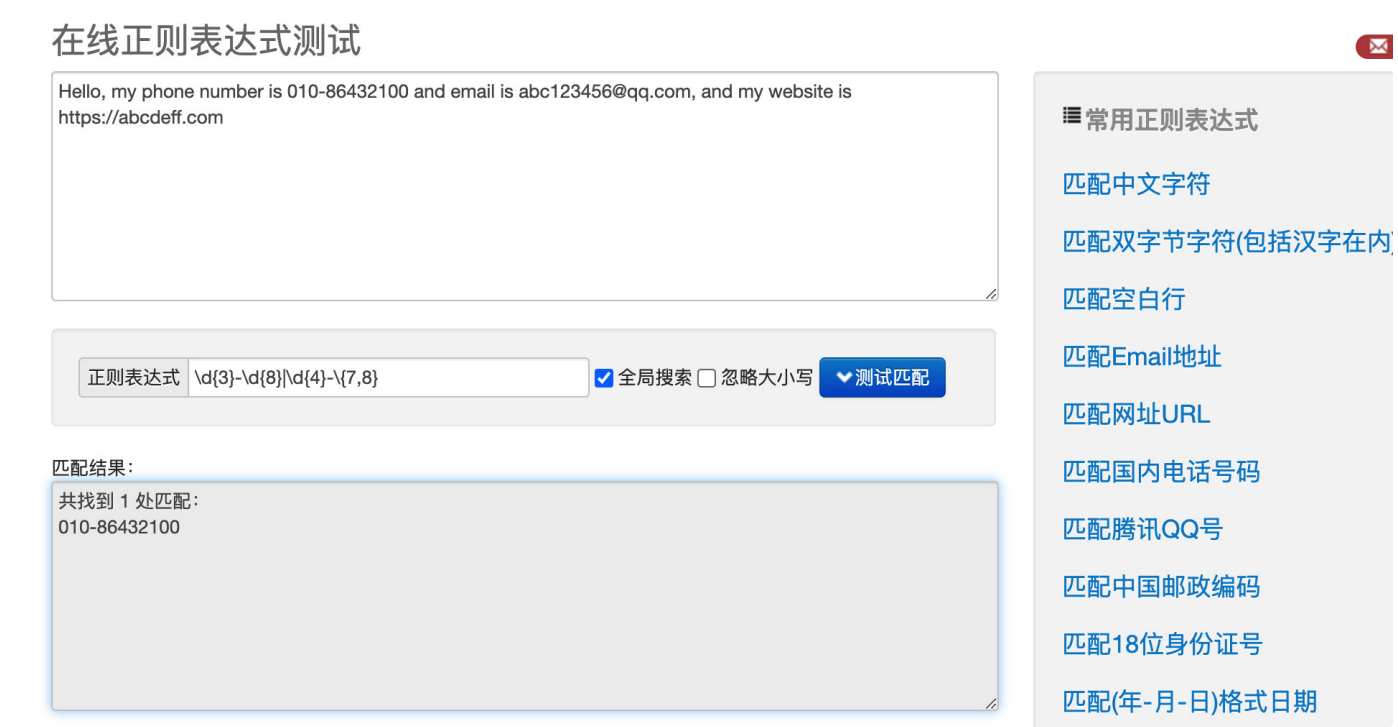 在线正则表达式测试
Hello, my phone number is 010-86432100 and email is abc123456@qq.com, and my website is
https://abcdeff.com
正则表达式 \d{3}-\d{8}|\d{4}-\{7,8} 全局搜索 忽略大小写 测试匹配
匹配结果：
共找到 1 处匹配：
010-86432100
常用正则表达式
匹配中文字符
匹配双字节字符(包括汉字在内)
匹配空白行
匹配Email地址
匹配网址URL
匹配国内电话号码
匹配腾讯QQ号
匹配中国邮政编码
匹配18位身份证号
匹配(年-月-日)格式日期